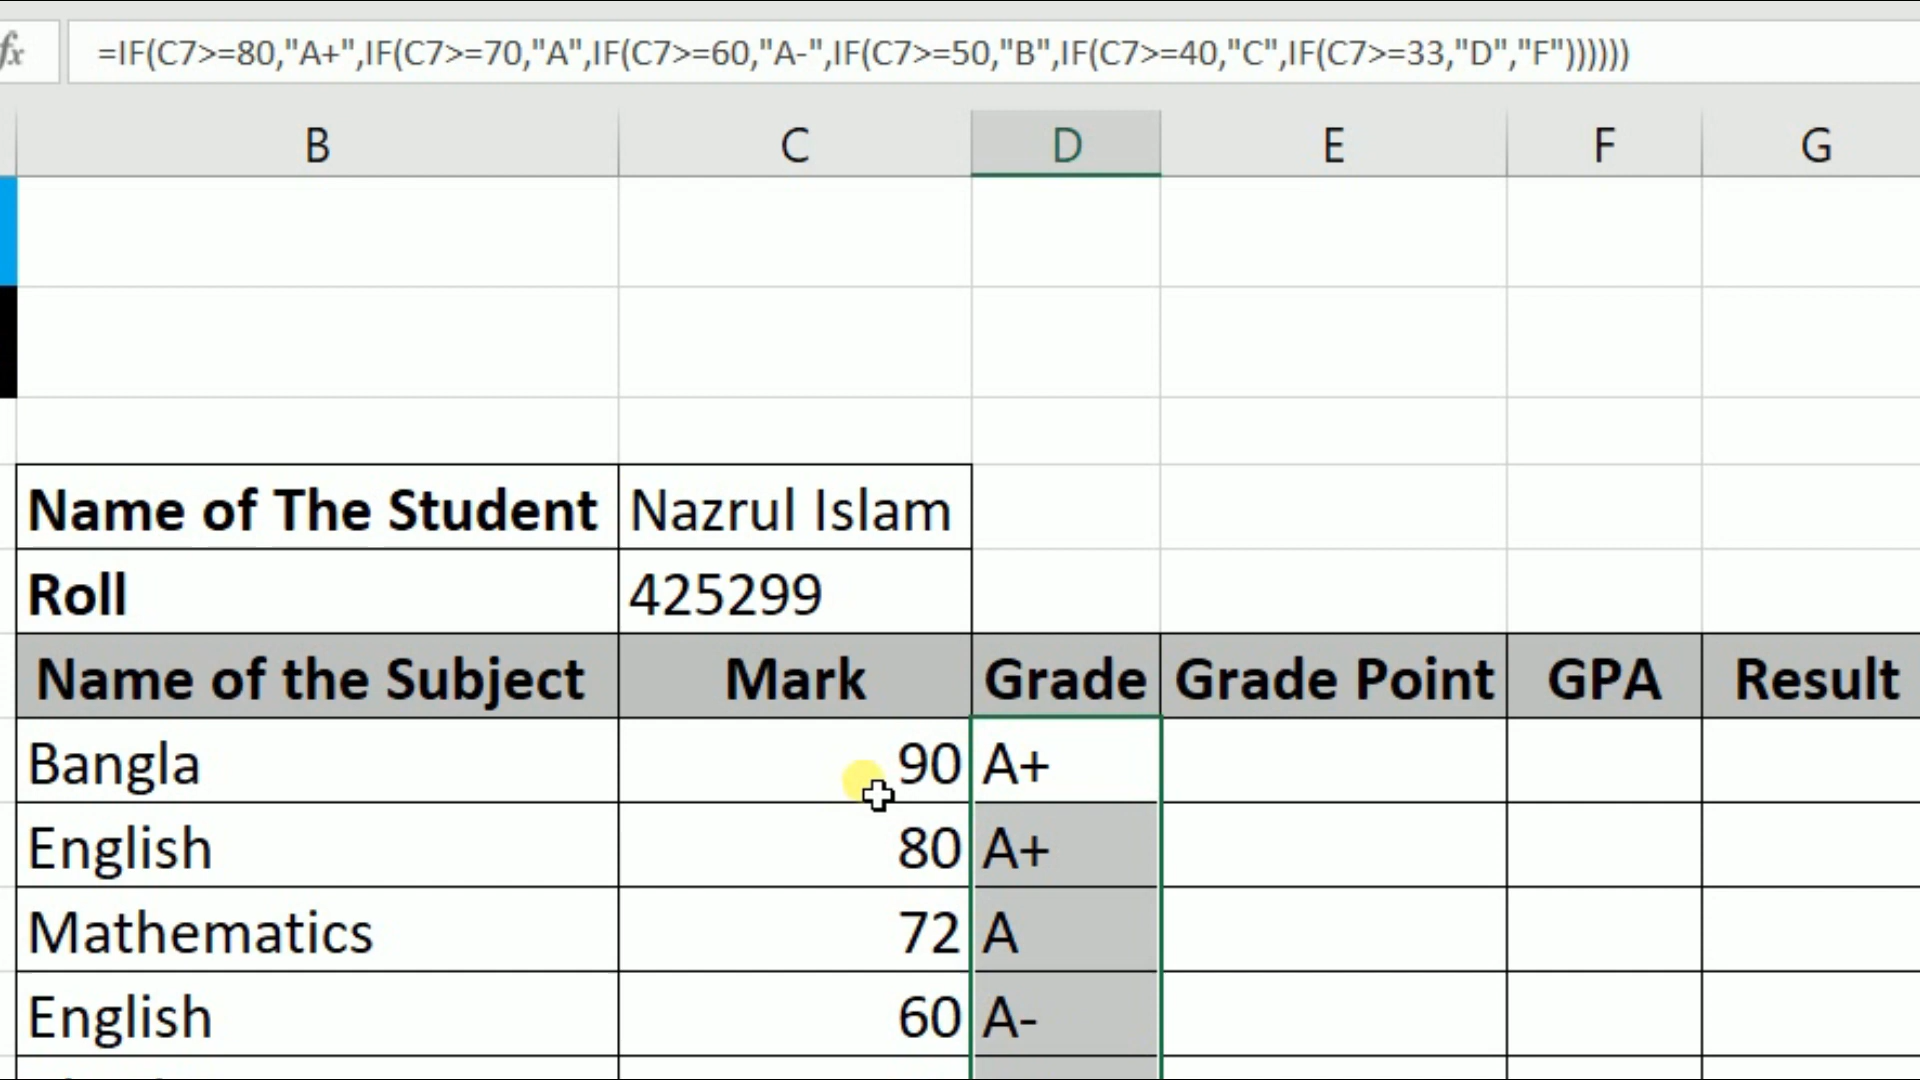 fx =IF(C7>=80,"A+",IF(C7>=70,"A",IF(C7>=60,"A-",IF(C7>=50,"B",IF(C7>=40,"C",IF(C7>=33,"D","F"))))))
B C D E F G
Name of The Student Nazrul Islam
Roll 425299
Name of the Subject Mark Grade Grade Point GPA Result
Bangla 90 A+
English 80 A+
Mathematics 72 A
English 60 A-